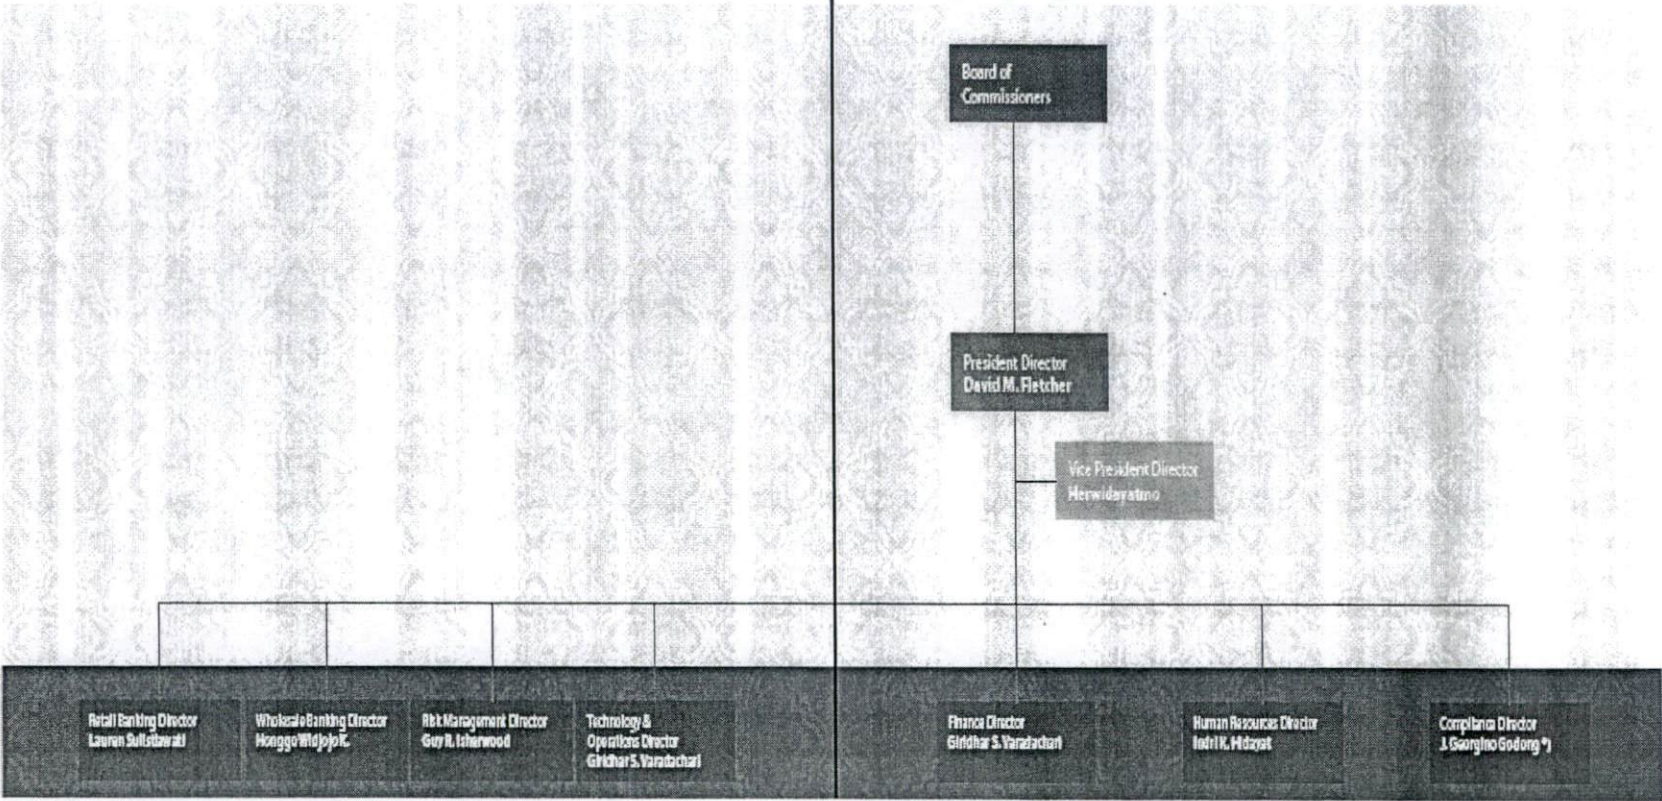 Board of
Commissioners
President Director
David M. Fletcher
Vice President Director
Herwidayatmo
Retail Banking Director
Lauren Sulistiawati
Wholesale Banking Director
Honggo Widjojo K.
Risk Management Director
Guy R. Isherwood
Technology &
Operations Director
Giridhar S. Varadachari
Finance Director
Giridhar S. Varadachari
Human Resources Director
Indri K. Hidayat
Compliance Director
J. Georgino Godong *)